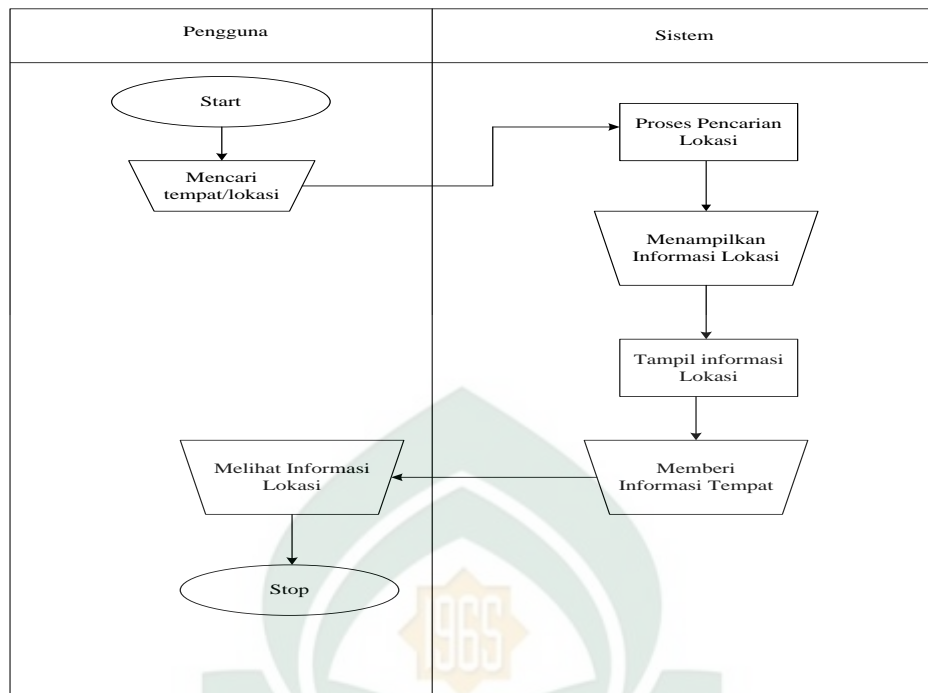 Pengguna
Sistem
Start
Mencari
tempat/lokasi
Proses Pencarian
Lokasi
Menampilkan
Informasi Lokasi
Tampil informasi
Lokasi
Memberi
Informasi Tempat
Melihat Informasi
Lokasi
Stop
1965